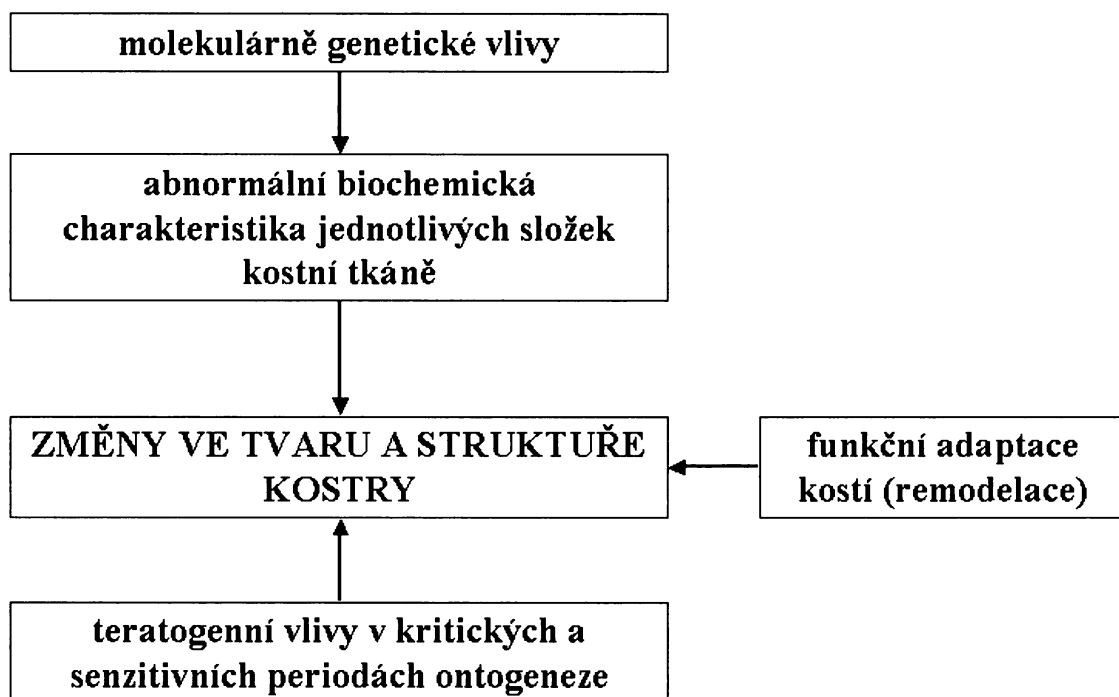 molekulárně genetické vlivy
abnormální biochemická
charakteristika jednotlivých složek
kostní tkáně
ZMĚNY VE TVARU A STRUKTUŘE
KOSTRY
funkční adaptace
kostí (remodelace)
teratogenní vlivy v kritických a
senzitivních periodách ontogeneze